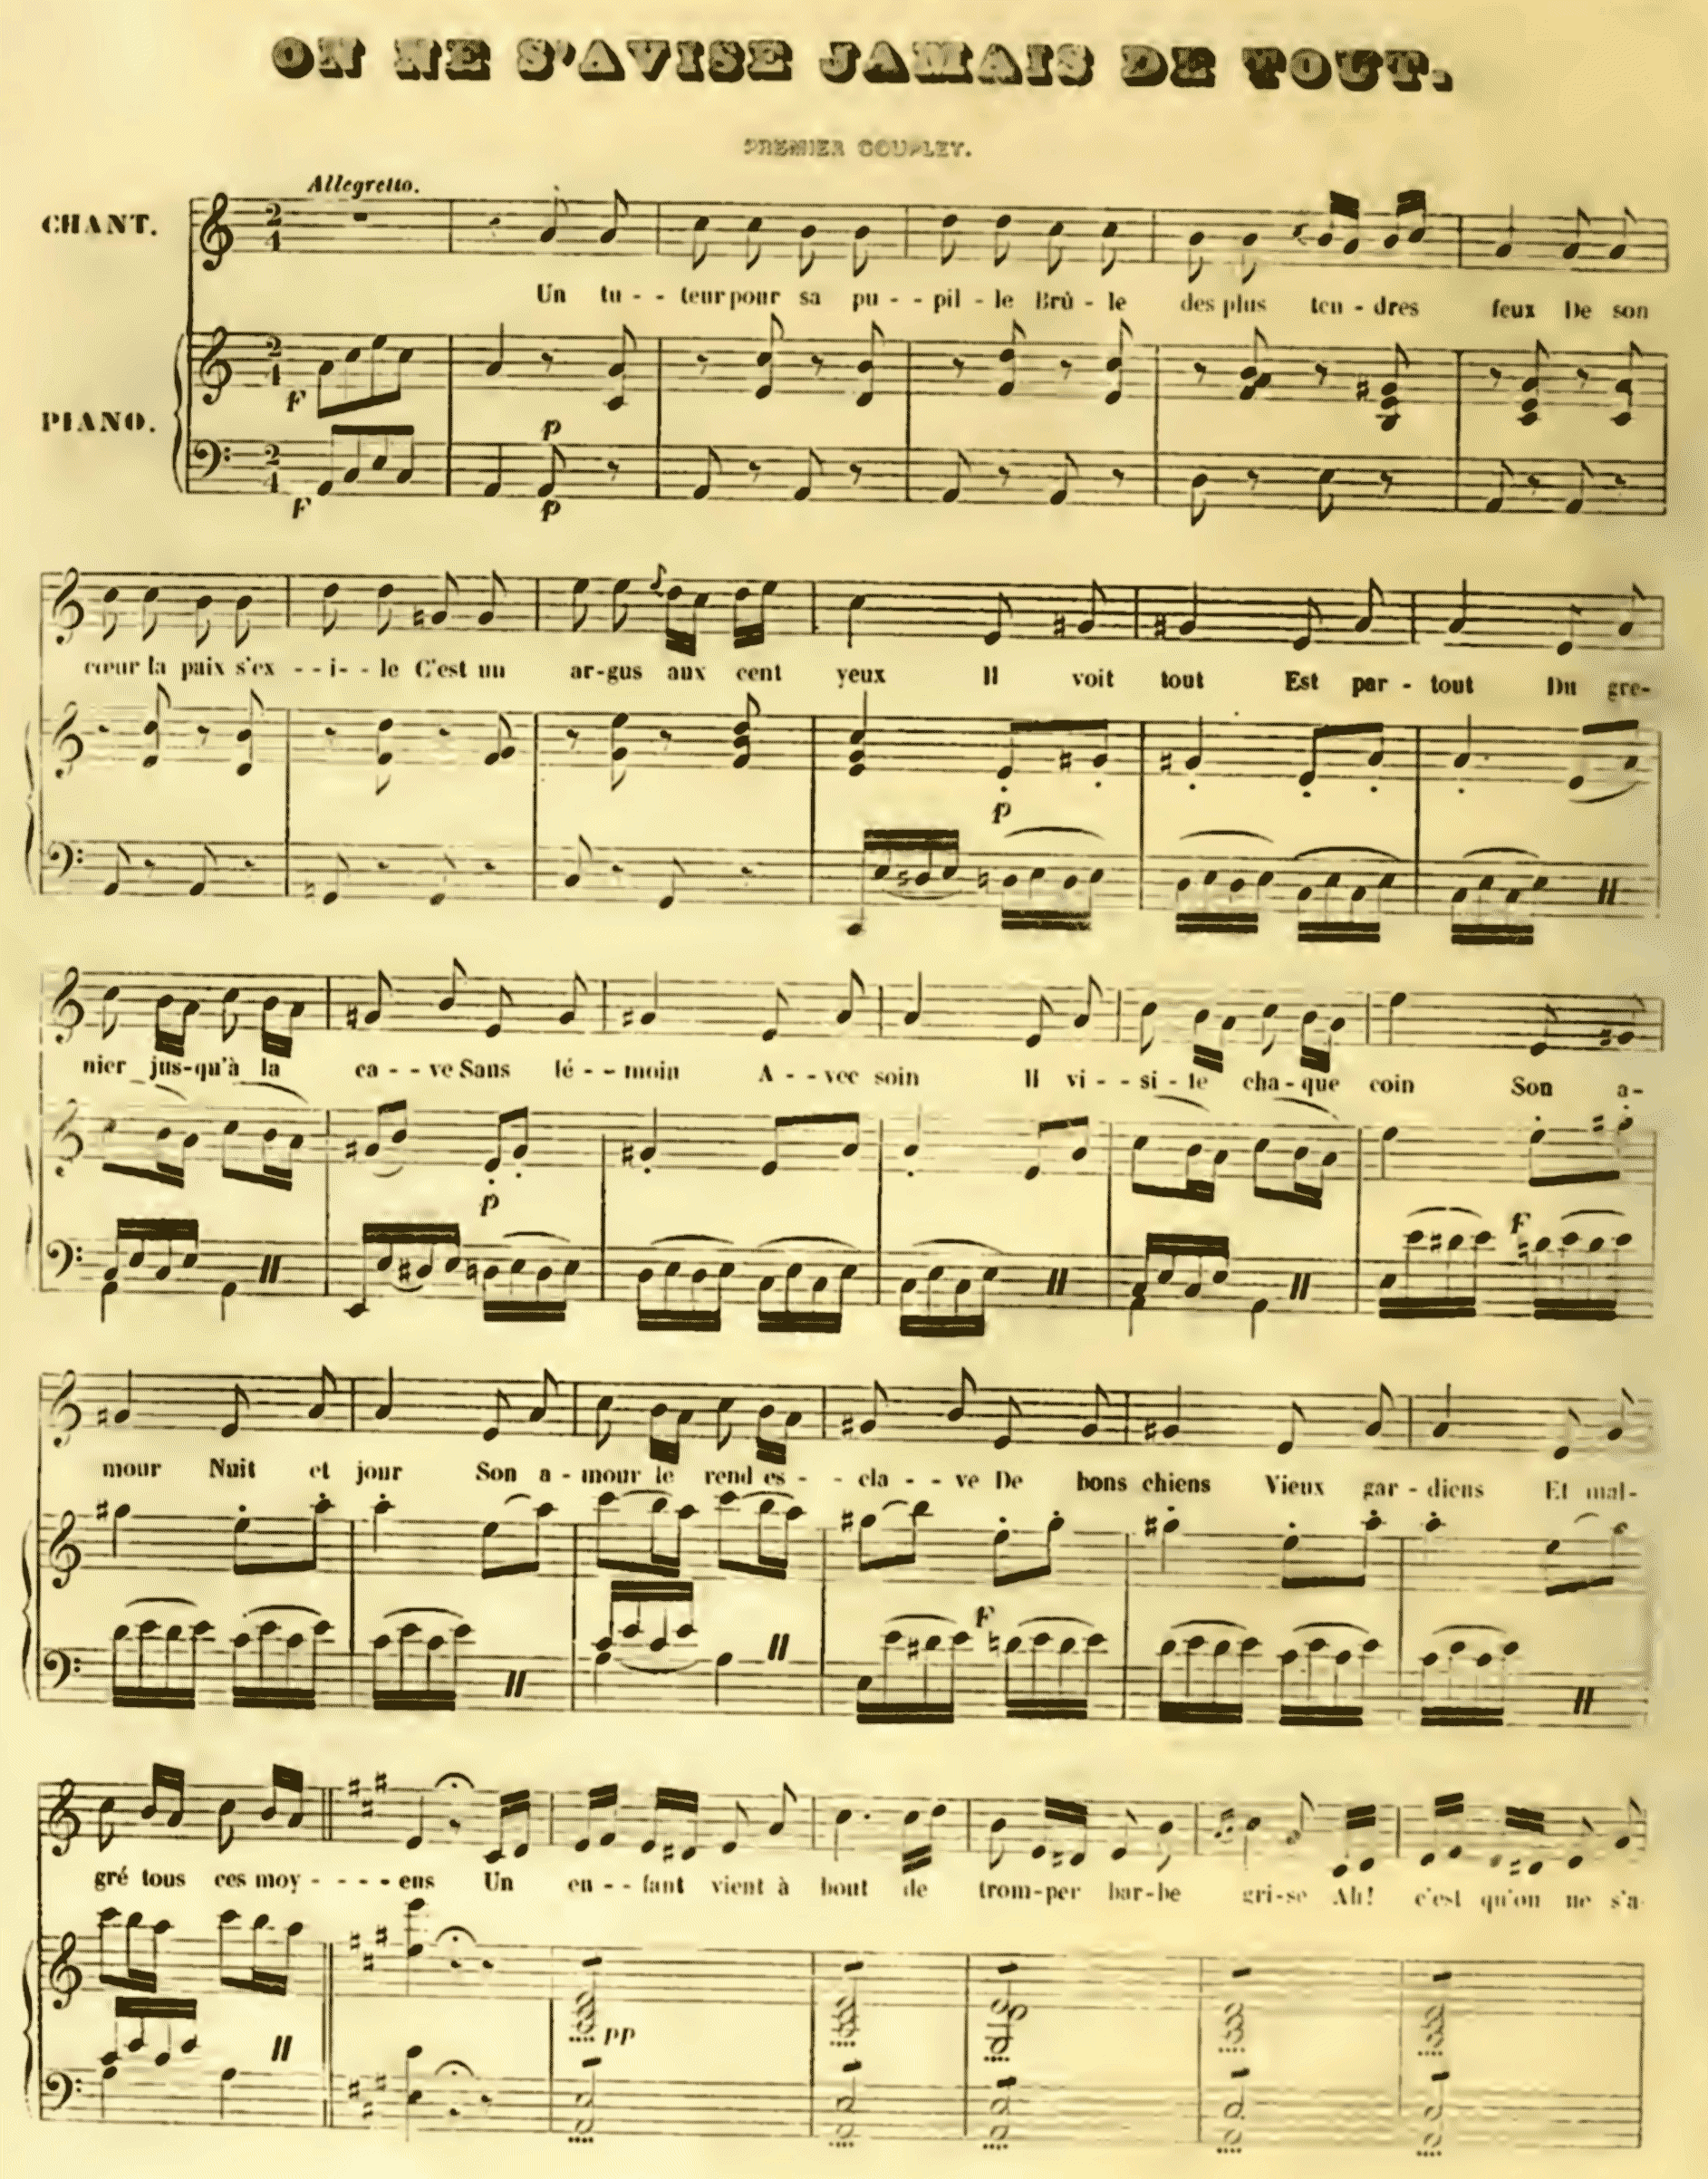 ON NE S'AVISE JAMAIS DE TOUT.
PREMIER COUPLET.
Allegretto.
CHANT.
Un tu - - teur pour sa pu - - pil - le Brû - le des plus ten - dres feux De son
PIANO.
F
p
F
p
cœur la paix s'ex - - i - - le C'est un ar-gus aux cent yeux Il voit tout Est par - tout Du gre-
p
nier jus-qu'à la ca - - ve Sans té - - moin A - - vec soin Il vi - - si - te cha - que coin Son a-
p
F
mour Nuit et jour Son a - mour le rend es - - cla - - ve De bons chiens Vieux gar - diens Et mal-
F
gré tous ces moy - - - - ens Un en - - fant vient à bout de trom-per bar-be gri-se Ah! c'est qu'on ne s'a-
pp